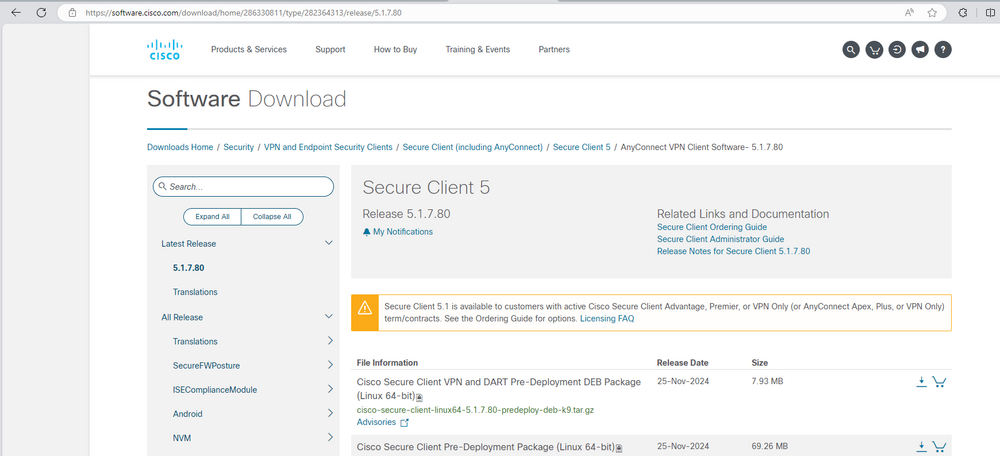 https://software.cisco.com/download/home/286330811/type/282364313/release/5.1.7.80
CISCO
Products & Services
Support
How to Buy
Training & Events
Partners
Software Download
Downloads Home / Security / VPN and Endpoint Security Clients / Secure Client (including AnyConnect) / Secure Client 5 / AnyConnect VPN Client Software- 5.1.7.80
Search...
Expand All
Collapse All
Latest Release
5.1.7.80
Translations
All Release
Translations
SecureFWPosture
ISEComplianceModule
Android
NVM
Secure Client 5
Release 5.1.7.80
My Notifications
Related Links and Documentation
Secure Client Ordering Guide
Secure Client Administrator Guide
Release Notes for Secure Client 5.1.7.80
Secure Client 5.1 is available to customers with active Cisco Secure Client Advantage, Premier, or VPN Only (or AnyConnect Apex, Plus, or VPN Only)
term/contracts. See the Ordering Guide for options. Licensing FAQ
File Information
Release Date
Size
Cisco Secure Client VPN and DART Pre-Deployment DEB Package
(Linux 64-bit)
cisco-secure-client-linux64-5.1.7.80-predeploy-deb-k9.tar.gz
Advisories
25-Nov-2024
7.93 MB
Cisco Secure Client Pre-Deployment Package (Linux 64-bit)
25-Nov-2024
69.26 MB